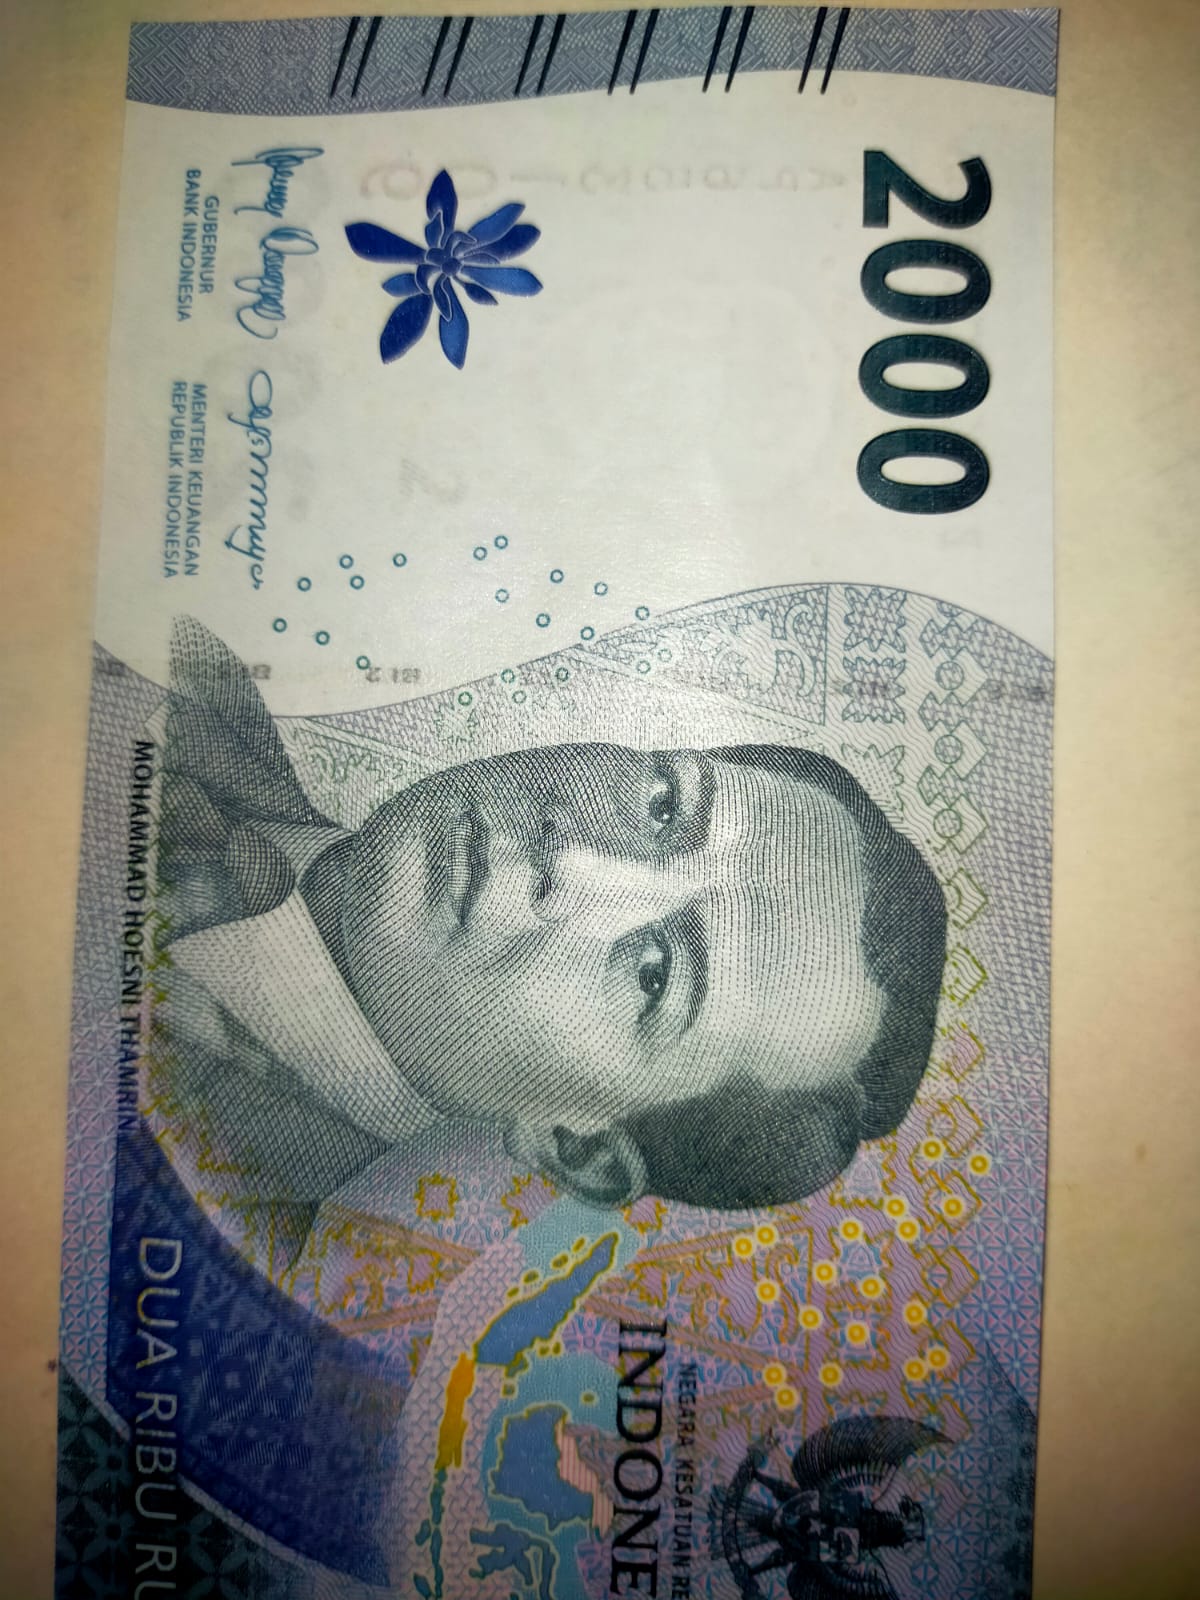 2000
GUBERNUR
BANK INDONESIA
MENTERI KEUANGAN
REPUBLIK INDONESIA
MOHAMMAD HOESNI THAMRIN
NEGARA KESATUAN RE
INDONE
DUA RIBU RU